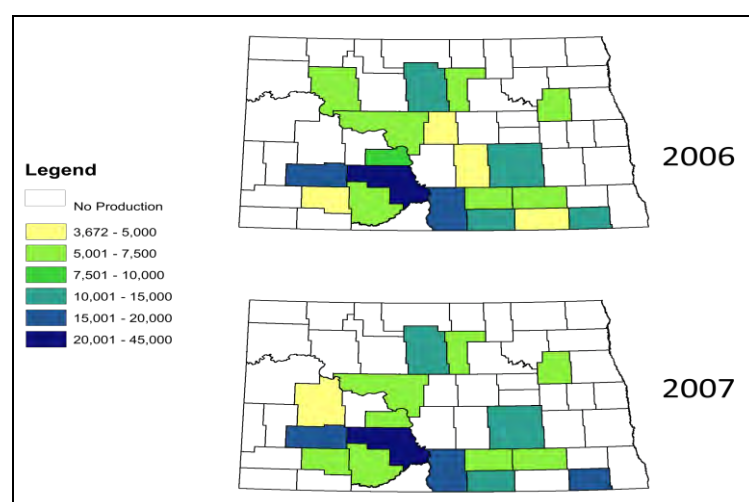 2006
Legend
No Production
3,672 - 5,000
5,001 - 7,500
7,501 - 10,000
10,001 - 15,000
15,001 - 20,000
20,001 - 45,000
2007